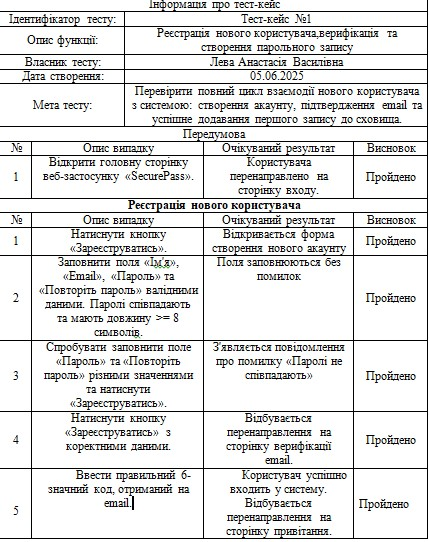 Інформація про тест-кейс
Ідентифікатор тесту: Тест-кейс №1
Опис функції: Реєстрація нового користувача,верифікація та
створення парольного запису
Власник тесту: Лева Анастасія Василівна
Дата створення: 05.06.2025
Мета тесту: Перевірити повний цикл взаємодії нового користувача
з системою: створення акаунту, підтвердження email та
успішне додавання першого запису до сховища.
Передумова
№ Опис випадку Очікуваний результат Висновок
1 Відкрити головну сторінку
веб-застосунку «SecurePass». Користувача
перенаправлено на
сторінку входу. Пройдено
Реєстрація нового користувача
№ Опис випадку Очікуваний результат Висновок
1 Натиснути кнопку
«Зареєструватись». Відкривається форма
створення нового акаунту Пройдено
2 Заповнити поля «Ім'я»,
«Email», «Пароль» та
«Повторіть пароль» валідними
даними. Паролі співпадають
та мають довжину >= 8
символів. Поля заповнюються без
помилок Пройдено
3 Спробувати заповнити поле
«Пароль» та «Повторіть
пароль» різними значеннями
та натиснути
«Зареєструватись». З'являється повідомлення
про помилку «Паролі не
співпадають» Пройдено
4 Натиснути кнопку
«Зареєструватись» з
коректними даними. Відбувається
перенаправлення на
сторінку верифікації
email. Пройдено
5 Ввести правильний 6-
значний код, отриманий на
email. Користувач успішно
входить у систему.
Відбувається
перенаправлення на
сторінку привітання. Пройдено